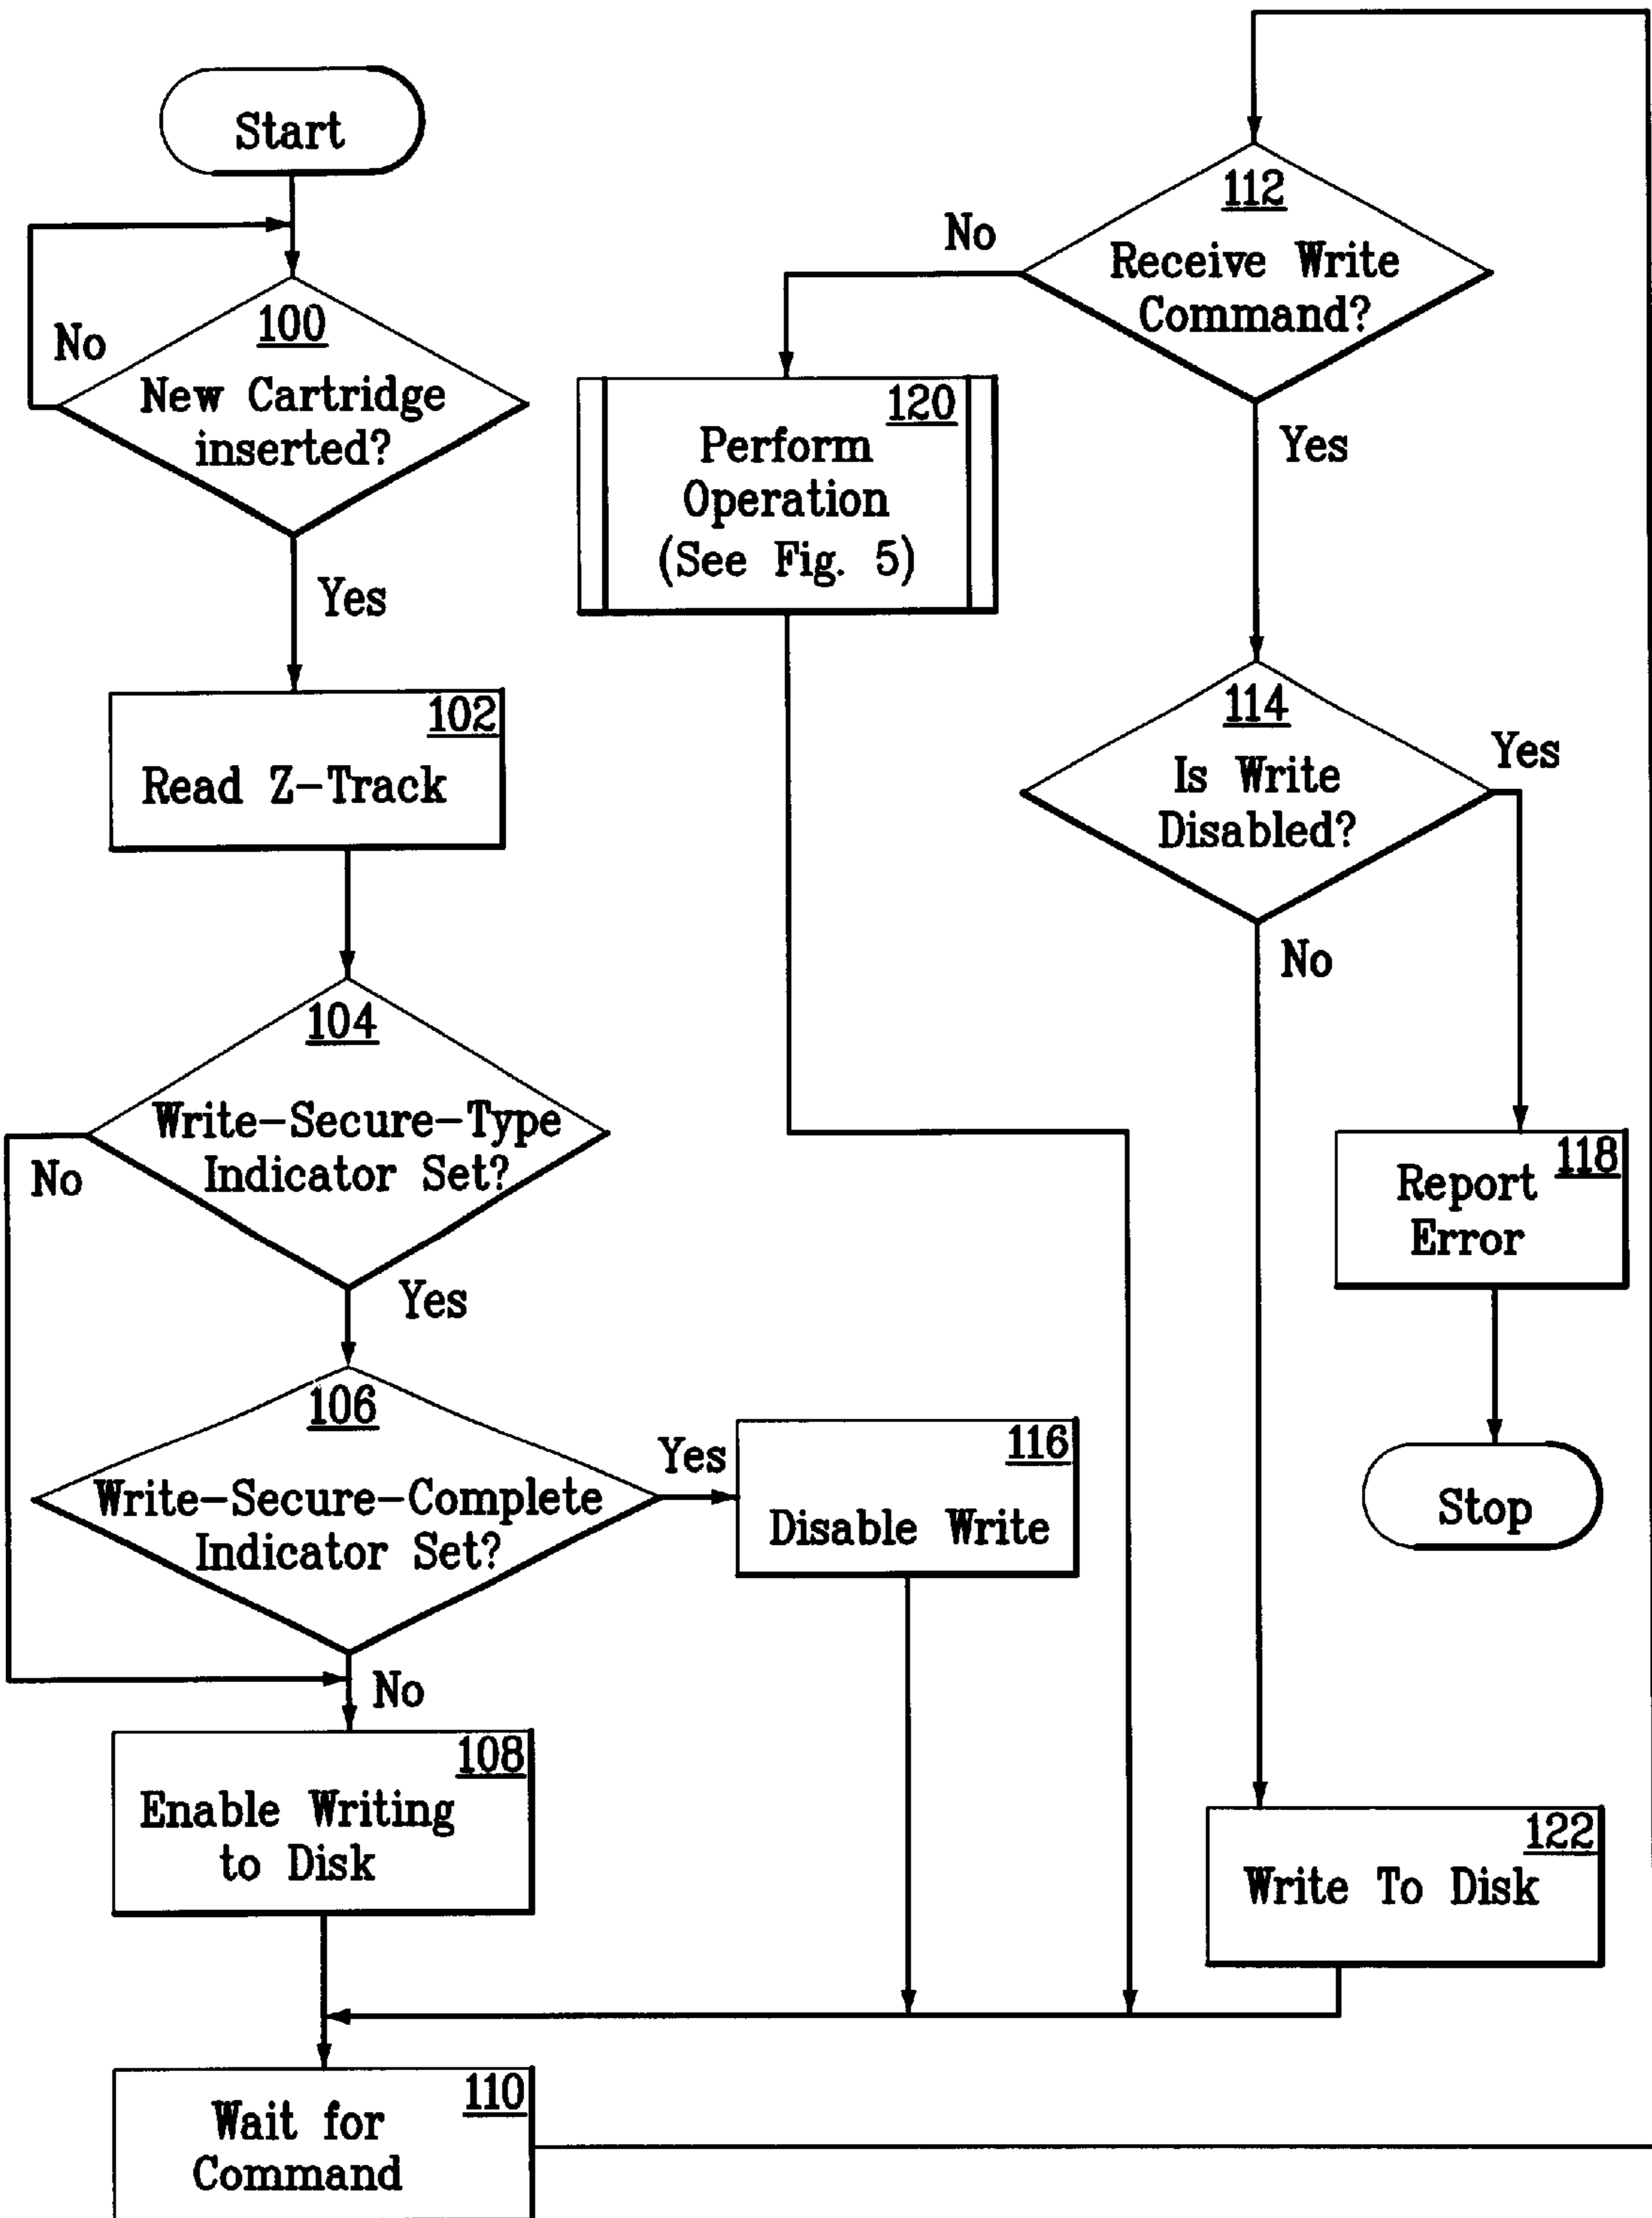 Start
100
No
New Cartridge
inserted?
Yes
102
Read Z-Track
104
Write-Secure-Type
Indicator Set?
No
Yes
106
Write-Secure-Complete
Indicator Set?
Yes
No
116
Disable Write
108
Enable Writing
to Disk
110
Wait for
Command
112
Receive Write
Command?
No
Yes
120
Perform
Operation
(See Fig. 5)
114
Is Write
Disabled?
Yes
No
118
Report
Error
Stop
122
Write To Disk